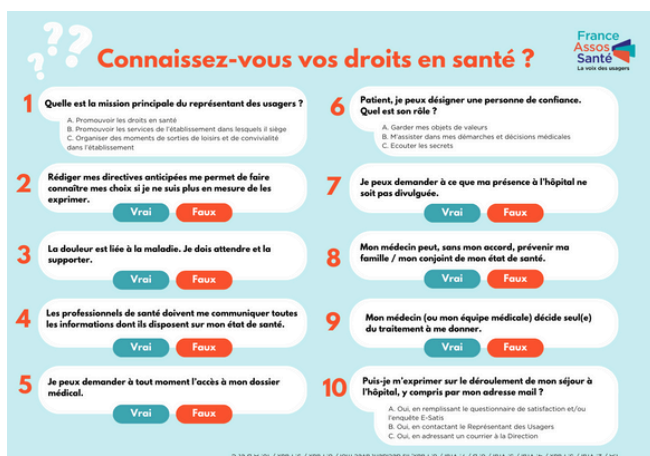 Connaissez-vous vos droits en santé ?
France
Assos
Santé
La voix des usagers
1
Quelle est la mission principale du représentant des usagers ?
A. Promouvoir les droits en santé
B. Promouvoir les services de l'établissement dans lesquels il siège
C. Organiser des moments de sorties de loisirs et de convivialité
dans l'établissement
2
Rédiger mes directives anticipées me permet de faire
connaître mes choix si je ne suis plus en mesure de les
exprimer.
Vrai Faux
3
La douleur est liée à la maladie. Je dois attendre et la
supporter.
Vrai Faux
4
Les professionnels de santé doivent me communiquer toutes
les informations dont ils disposent sur mon état de santé.
Vrai Faux
5
Je peux demander à tout moment l'accès à mon dossier
médical.
Vrai Faux
6
Patient, je peux désigner une personne de confiance.
Quel est son rôle ?
A. Garder mes objets de valeurs
B. M'assister dans mes démarches et décisions médicales
C. Ecouter les secrets
7
Je peux demander à ce que ma présence à l'hôpital ne
soit pas divulguée.
Vrai Faux
8
Mon médecin peut, sans mon accord, prévenir ma
famille / mon conjoint de mon état de santé.
Vrai Faux
9
Mon médecin (ou mon équipe médicale) décide seul(e)
du traitement à me donner.
Vrai Faux
10
Puis-je m'exprimer sur le déroulement de mon séjour à
l'hôpital, y compris par mon adresse mail ?
A. Oui, en remplissant le questionnaire de satisfaction et/ou
l'enquête E-Satis
B. Oui, en contactant le Représentant des Usagers
C. Oui, en adressant un courrier à la Direction